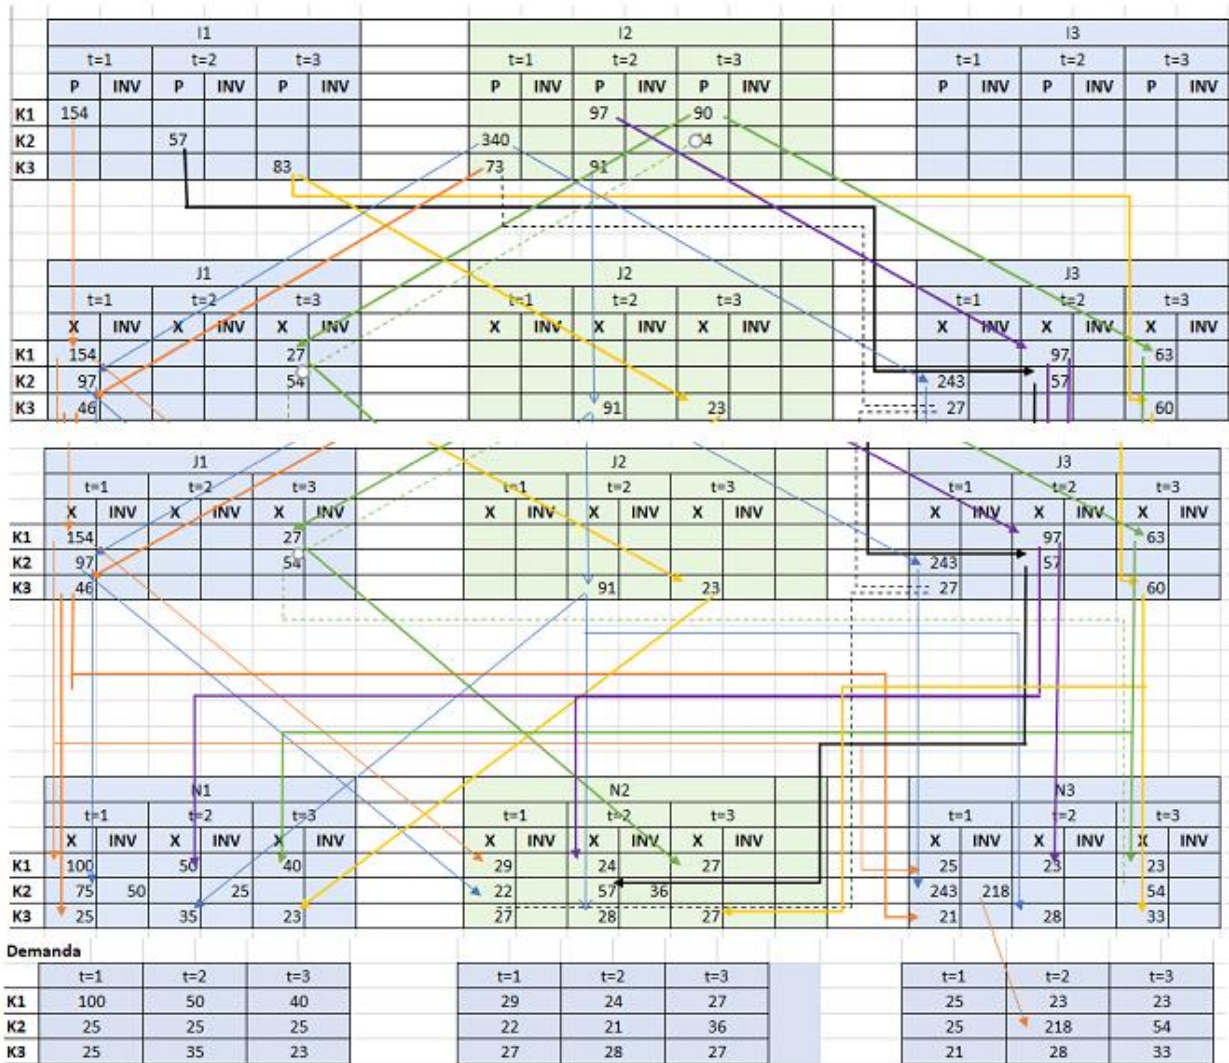 I1 I2 I3
t=1 t=2 t=3 t=1 t=2 t=3 t=1 t=2 t=3
P INV P INV P INV P INV P INV P INV P INV P INV P INV
K1 154 97 90
K2 57 340 4
K3 83 73 91
J1 J2 J3
t=1 t=2 t=3 t=1 t=2 t=3 t=1 t=2 t=3
X INV X INV X INV X INV X INV X INV X INV X INV X INV
K1 154 27 97 63
K2 97 54 243 57
K3 46 91 23 27 60
J1 J2 J3
t=1 t=2 t=3 t=1 t=2 t=3 t=1 t=2 t=3
X INV X INV X INV X INV X INV X INV X INV X INV X INV
K1 154 27 97 63
K2 97 54 243 57
K3 46 91 23 27 60
N1 N2 N3
t=1 t=2 t=3 t=1 t=2 t=3 t=1 t=2 t=3
X INV X INV X INV X INV X INV X INV X INV X INV X INV
K1 100 50 40 29 24 27 25 23 23
K2 75 50 25 22 57 36 243 218 54
K3 25 35 23 27 28 27 21 28 33
Demanda
t=1 t=2 t=3 t=1 t=2 t=3 t=1 t=2 t=3
K1 100 50 40 29 24 27 25 23 23
K2 25 25 25 22 21 36 25 218 54
K3 25 35 23 27 28 27 21 28 33